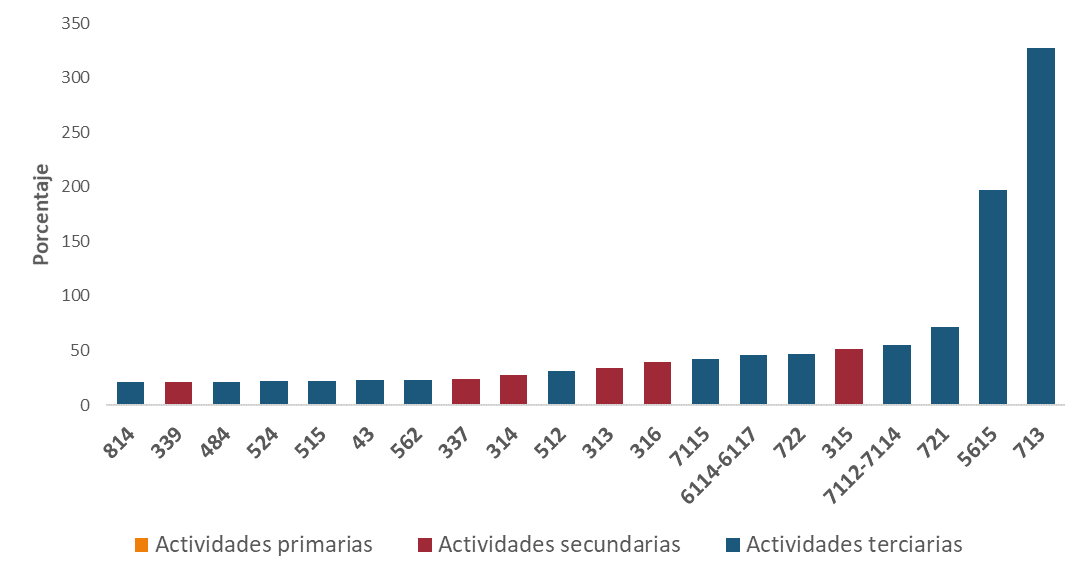 350
300
250
200
150
100
50
0
Porcentaje
814 339 484 524 515 43 562 337 314 512 313 316 7115 6114-6117 722 315 7112-7114 721 5615 713
Actividades primarias Actividades secundarias Actividades terciarias